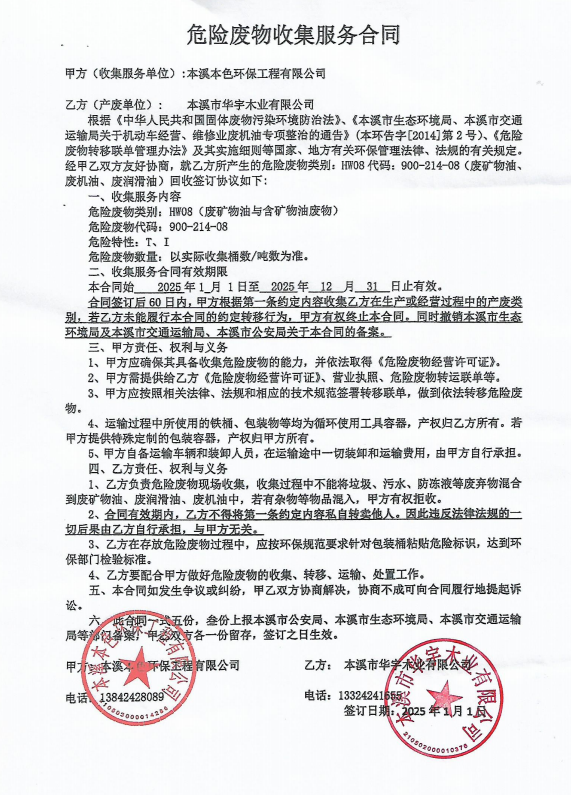 危险废物收集服务合同
甲方（收集服务单位）:本溪本色环保工程有限公司
乙方（产废单位）： 本溪市华宇木业有限公司
根据《中华人民共和国固体废物污染环境防治法》、《本溪市生态环境局、本溪市交通
运输局关于机动车经营、维修业废机油专项整治的通告》（本环告字[2014]第2号）、《危险
废物转移联单管理办法》及其实施细则等国家、地方有关环保管理法律、法规的有关规定。
经甲乙双方友好协商，就乙方所产生的危险废物类别：HW08 代码：900-214-08（废矿物油、
废机油、废润滑油）回收签订协议如下：
一、收集服务内容
危险废物类别：HW08（废矿物油与含矿物油废物）
危险废物代码：900-214-08
危险特性：T、I
危险废物数量：以实际收集桶数/吨数为准。
二、收集服务合同有效期限
本合同始 2025年1月1日至 2025年 12 月 31 日止有效。
合同签订后60日内，甲方根据第一条约定内容收集乙方在生产或经营过程中的产废类
别，若乙方未能履行本合同的约定转移行为，甲方有权终止本合同。同时撤销本溪市生态
环境局及本溪市交通运输局、本溪市公安局关于本合同的备案。
三、甲方责任、权利与义务
1、甲方应确保其具备收集危险废物的能力，并依法取得《危险废物经营许可证》。
2、甲方需提供给乙方《危险废物经营许可证》、营业执照、危险废物转运联单等。
3、甲方应按照相关法律、法规和相应的技术规范签署转移联单，做到依法转移危险废
物。
4、运输过程中所使用的铁桶、包装物等均为循环使用工具容器，产权归乙方所有。若
甲方提供特殊定制的包装容器，产权归甲方所有。
5、甲方自备运输车辆和装卸人员，在运输途中一切装卸和运输费用，由甲方自行承担。
四、乙方责任、权利与义务
1、乙方负责危险废物现场收集，收集过程中不能将垃圾、污水、防冻液等废弃物混合
到废矿物油、废润滑油、废机油中，若有杂物等物品混入，甲方有权拒收。
2、合同有效期内，乙方不得将第一条约定内容私自转卖他人。因此违反法律法规的一
切后果由乙方自行承担，与甲方无关。
3、乙方在存放危险废物过程中，应按环保规范要求针对包装桶粘贴危险标识，达到环
保部门检验标准。
4、乙方要配合甲方做好危险废物的收集、转移、运输、处置工作。
五、本合同如发生争议或纠纷，甲乙双方协商解决，协商不成可向合同履行地提起诉
讼。
六、此合同一式五份，叁份上报本溪市公安局、本溪市生态环境局、本溪市交通运输
局等部门备案，甲乙双方各一份留存，签订之日生效。
甲方：本溪本色环保工程有限公司
乙方： 本溪市华宇木业有限公司
电话：13842428089
电话：13324241655
签订日期：2025年1月1日
本溪本色环保工程有限公司
210502000014286
本溪市华宇木业有限公司
210502000010376